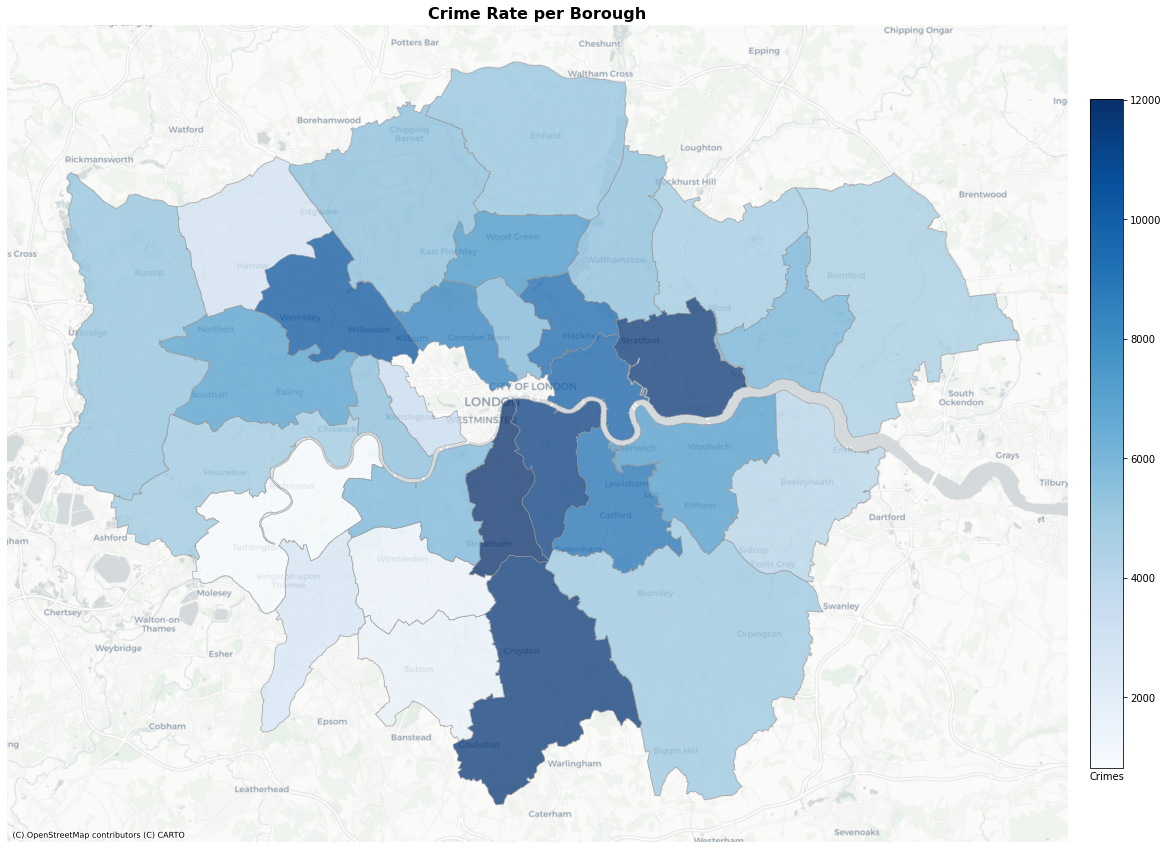 Crime Rate per Borough
Chipping Ongar
Potters Bar
Cheshunt
Epping
Waltham Cross
Borehamwood
Watford
Chipping
Barnet
Enfield
Loughton
Rickmansworth
Buckhurst Hill
Brentwood
Edgware
Wood Green
East Finchley
s Cross
Harrow
Ruislip
Walthamstow
Romford
ford
Wembley
Willesden
Northolt
Uxbridge
Kilburn
Camden Town
Hackney
Stratford
CITY OF LONDON
LONDON
WESTMINSTER
Southall
Ealing
Kensington
Chiswick
South
Ockendon
Greenwich
Woolwich
Erith
Grays
Hounslow
Richmond
Lewisham
Bexleyheath
Tilbury
Eltham
Catford
Dartford
Ashford
gham
Streatham
Sydenham
Sidcup
Foots Cray
Teddington
Wimbledon
Kingston upon
Thames
Molesey
Bromley
Swanley
Chertsey
Walton-on-
Thames
Weybridge
Esher
Croydon
Orpington
Sutton
Epsom
Cobham
Banstead
Coulsdon
Biggin Hill
Warlingham
Leatherhead
Caterham
Westerham
Sevenoaks
(C) OpenStreetMap contributors (C) CARTO
12000
10000
8000
6000
4000
2000
Crimes